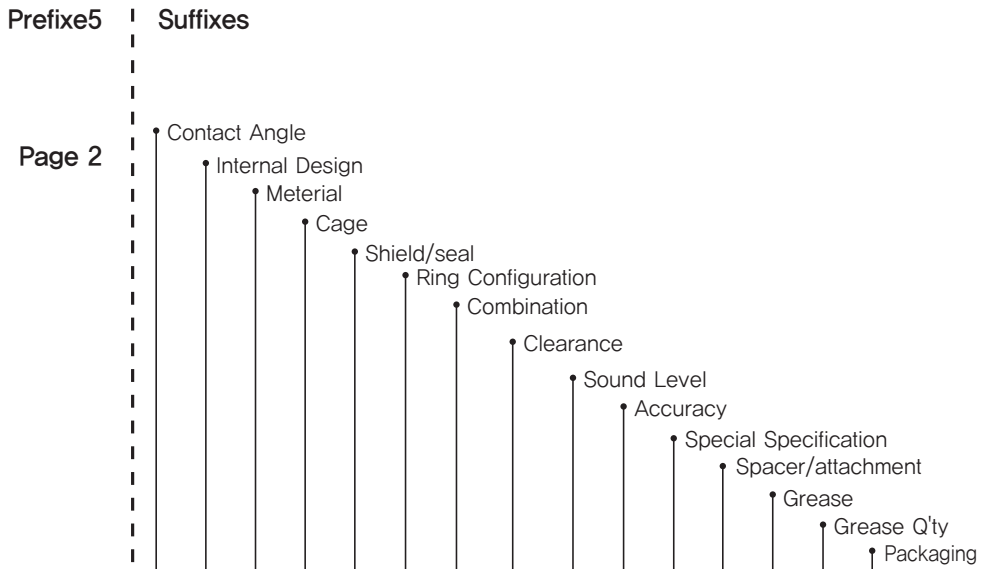 Prefixe5
Suffixes
Page 2
Contact Angle
Internal Design
Meterial
Cage
Shield/seal
Ring Configuration
Combination
Clearance
Sound Level
Accuracy
Special Specification
Spacer/attachment
Grease
Grease Q'ty
Packaging